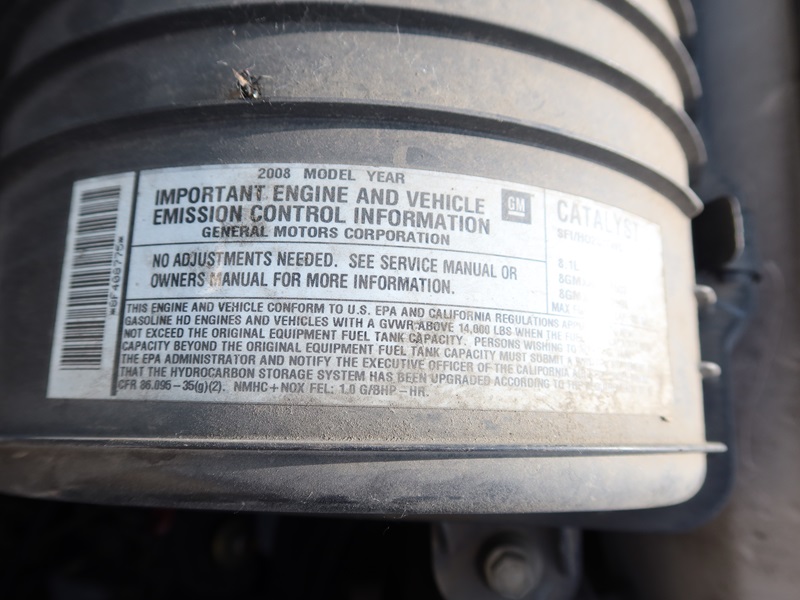 2008 MODEL YEAR
IMPORTANT ENGINE AND VEHICLE
EMISSION CONTROL INFORMATION
GENERAL MOTORS CORPORATION
GM
NO ADJUSTMENTS NEEDED. SEE SERVICE MANUAL OR
OWNERS MANUAL FOR MORE INFORMATION.
THIS ENGINE AND VEHICLE CONFORM TO U.S. EPA AND CALIFORNIA REGULATIONS
GASOLINE HD ENGINES AND VEHICLES WITH A GVWR ABOVE 14,000 LBS WHEN THE
NOT EXCEED THE ORIGINAL EQUIPMENT FUEL TANK CAPACITY. PERSONS WISHING TO
CAPACITY BEYOND THE ORIGINAL EQUIPMENT FUEL TANK CAPACITY MUST SUBMIT A
THE EPA ADMINISTRATOR AND NOTIFY THE EXECUTIVE OFFICER OF THE CALIFORNIA
THAT THE HYDROCARBON STORAGE SYSTEM HAS BEEN UPGRADED ACCORDING TO THE
CFR 86.095-35(g)(2). NMHC+NOX FEL: 1.0 G/BHP-HR.
CATALYST
8.1L
MAX